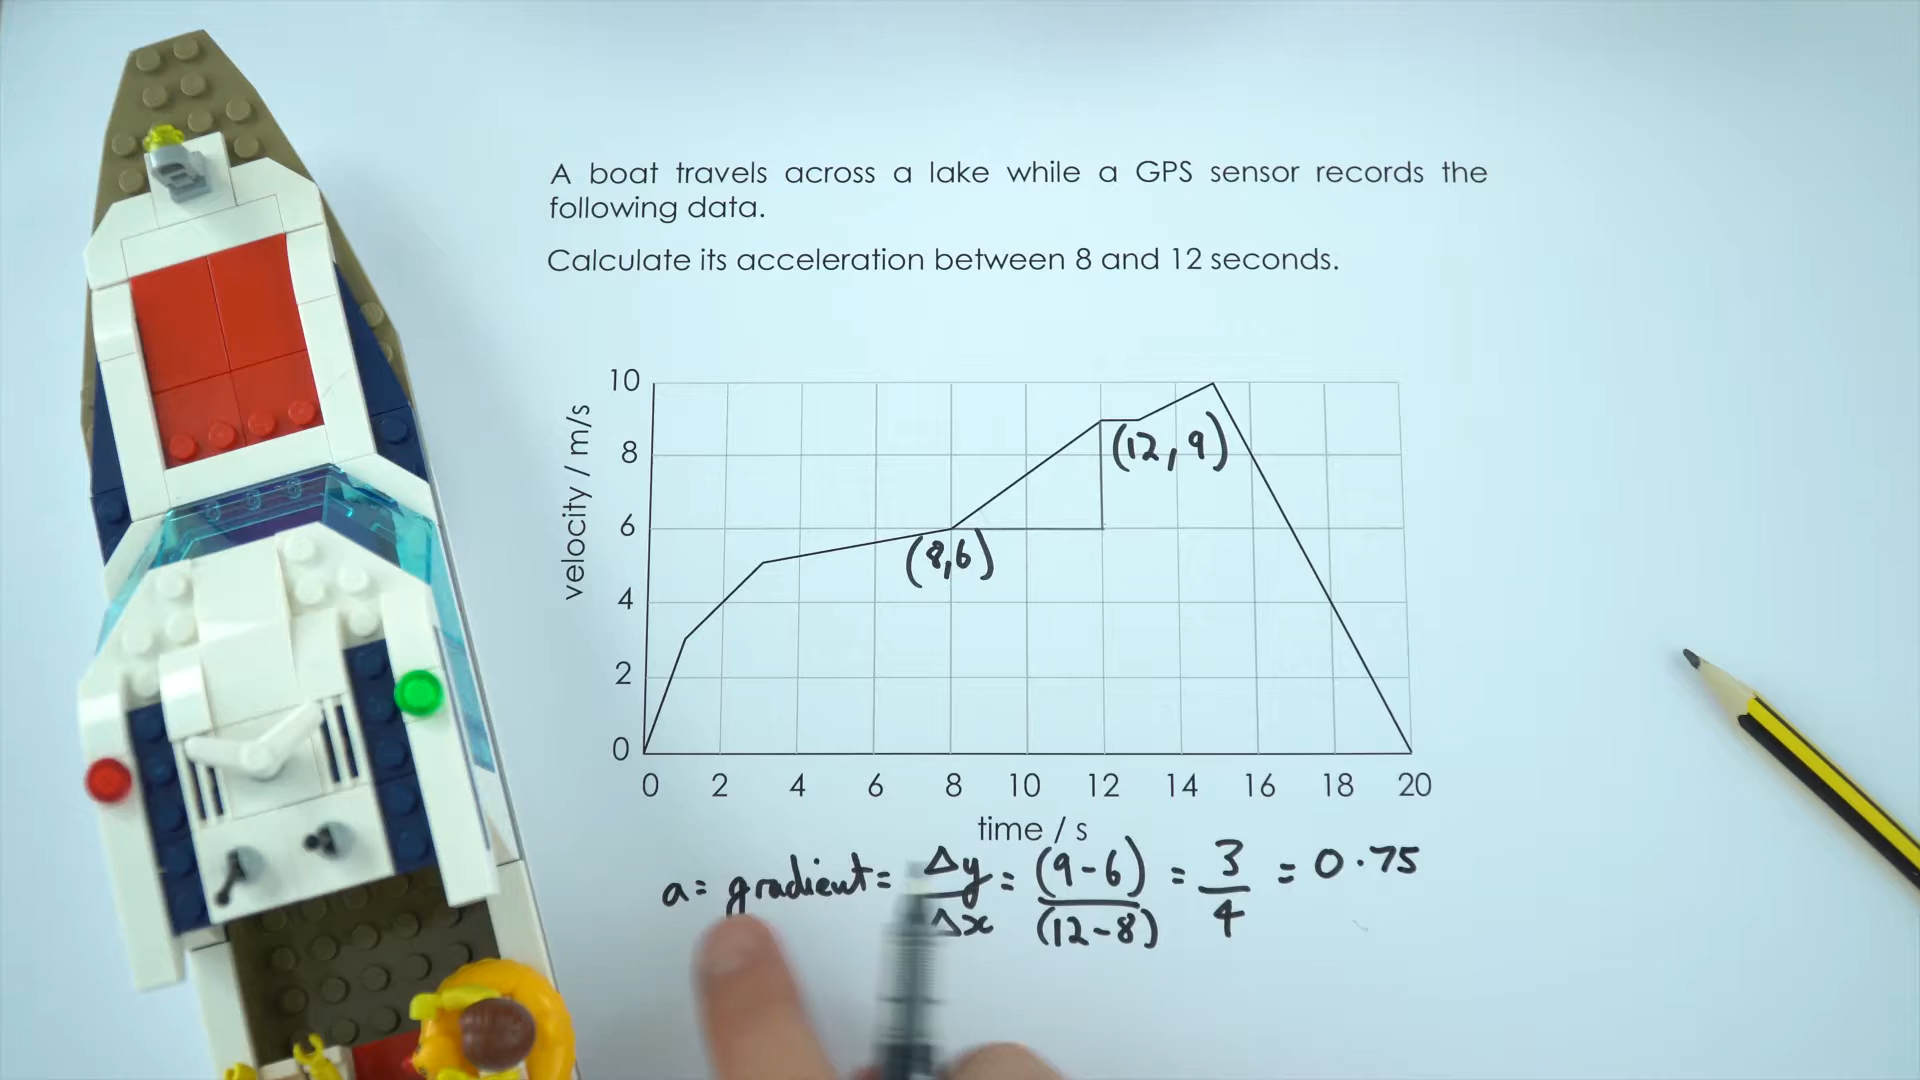 A boat travels across a lake while a GPS sensor records the
following data.
Calculate its acceleration between 8 and 12 seconds.
velocity / m/s
10
8
6
4
2
0
(12, 9)
(8,6)
0 2 4 6 8 10 12 14 16 18 20
time / s
a = gradient = Δy/Δx = (9-6)/(12-8) = 3/4 = 0.75